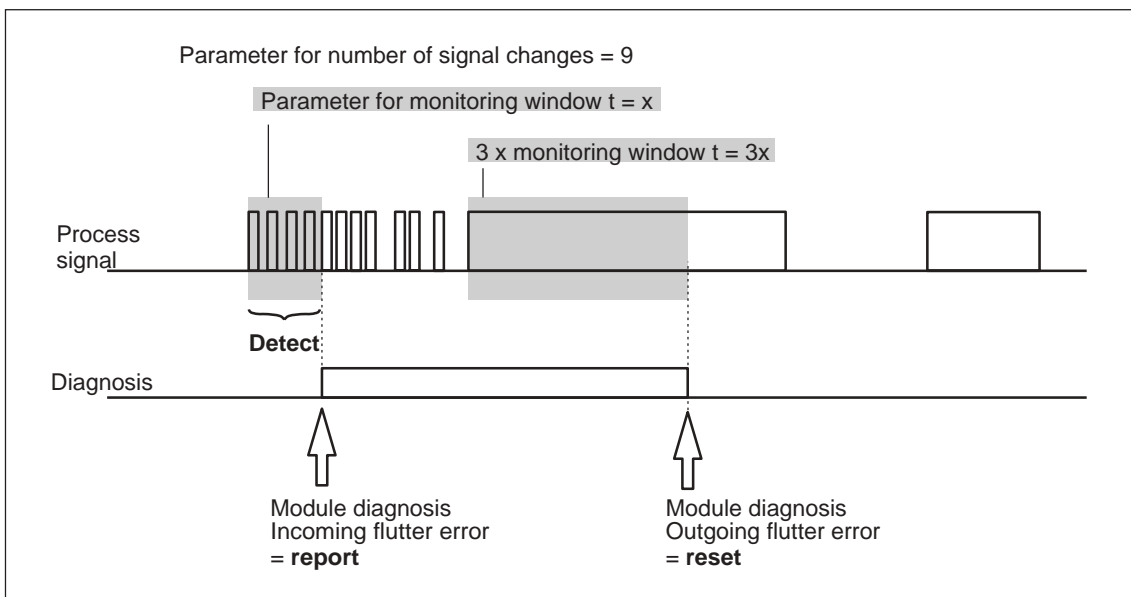 Parameter for number of signal changes = 9
Parameter for monitoring window t = x
3 x monitoring window t = 3x
Process
signal
Detect
Diagnosis
Module diagnosis
Incoming flutter error
= report
Module diagnosis
Outgoing flutter error
= reset